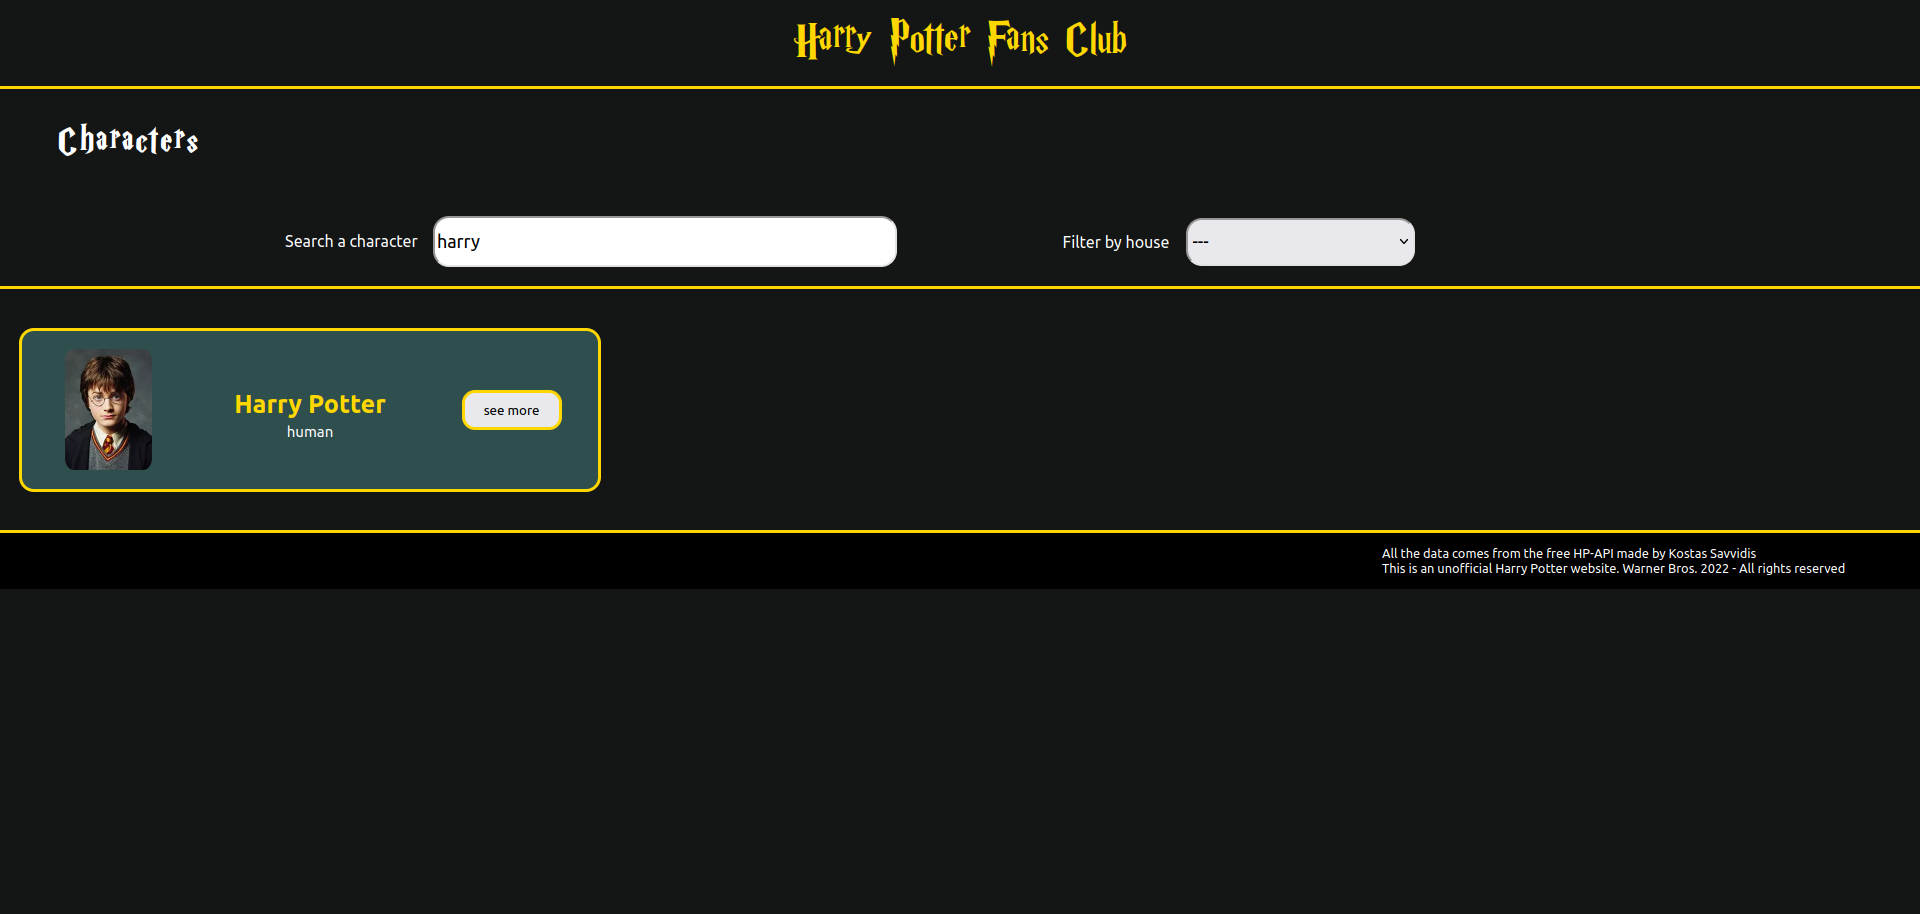 Harry Potter Fans Club
Characters
Search a character harry Filter by house ---
Harry Potter
human
see more
All the data comes from the free HP-API made by Kostas Savvidis
This is an unofficial Harry Potter website. Warner Bros. 2022 - All rights reserved